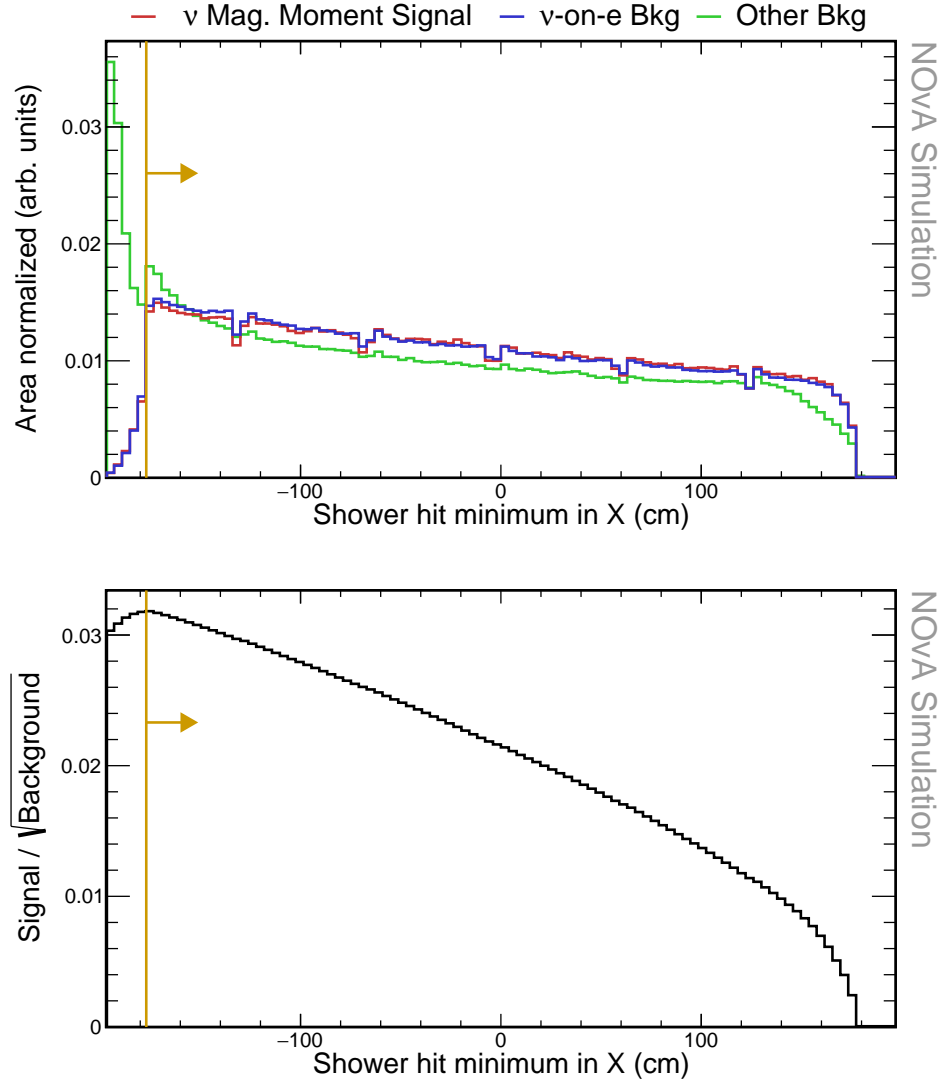 ν Mag. Moment Signal ν-on-e Bkg Other Bkg
Area normalized (arb. units)
0.03
0.02
0.01
0
−100 0 100
Shower hit minimum in X (cm)
NOvA Simulation
Signal / √Background
0.03
0.02
0.01
0
−100 0 100
Shower hit minimum in X (cm)
NOvA Simulation